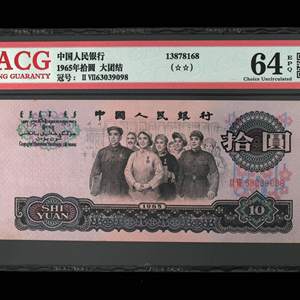 ACG
NG GUARANTY
中国人民银行
1965年拾圆 大团结
冠号： II VII63039098
13878168
(☆☆)
64 EPQ
Choice Uncirculated
中國人民銀行
拾圓
SHI
YUAN
1965
10